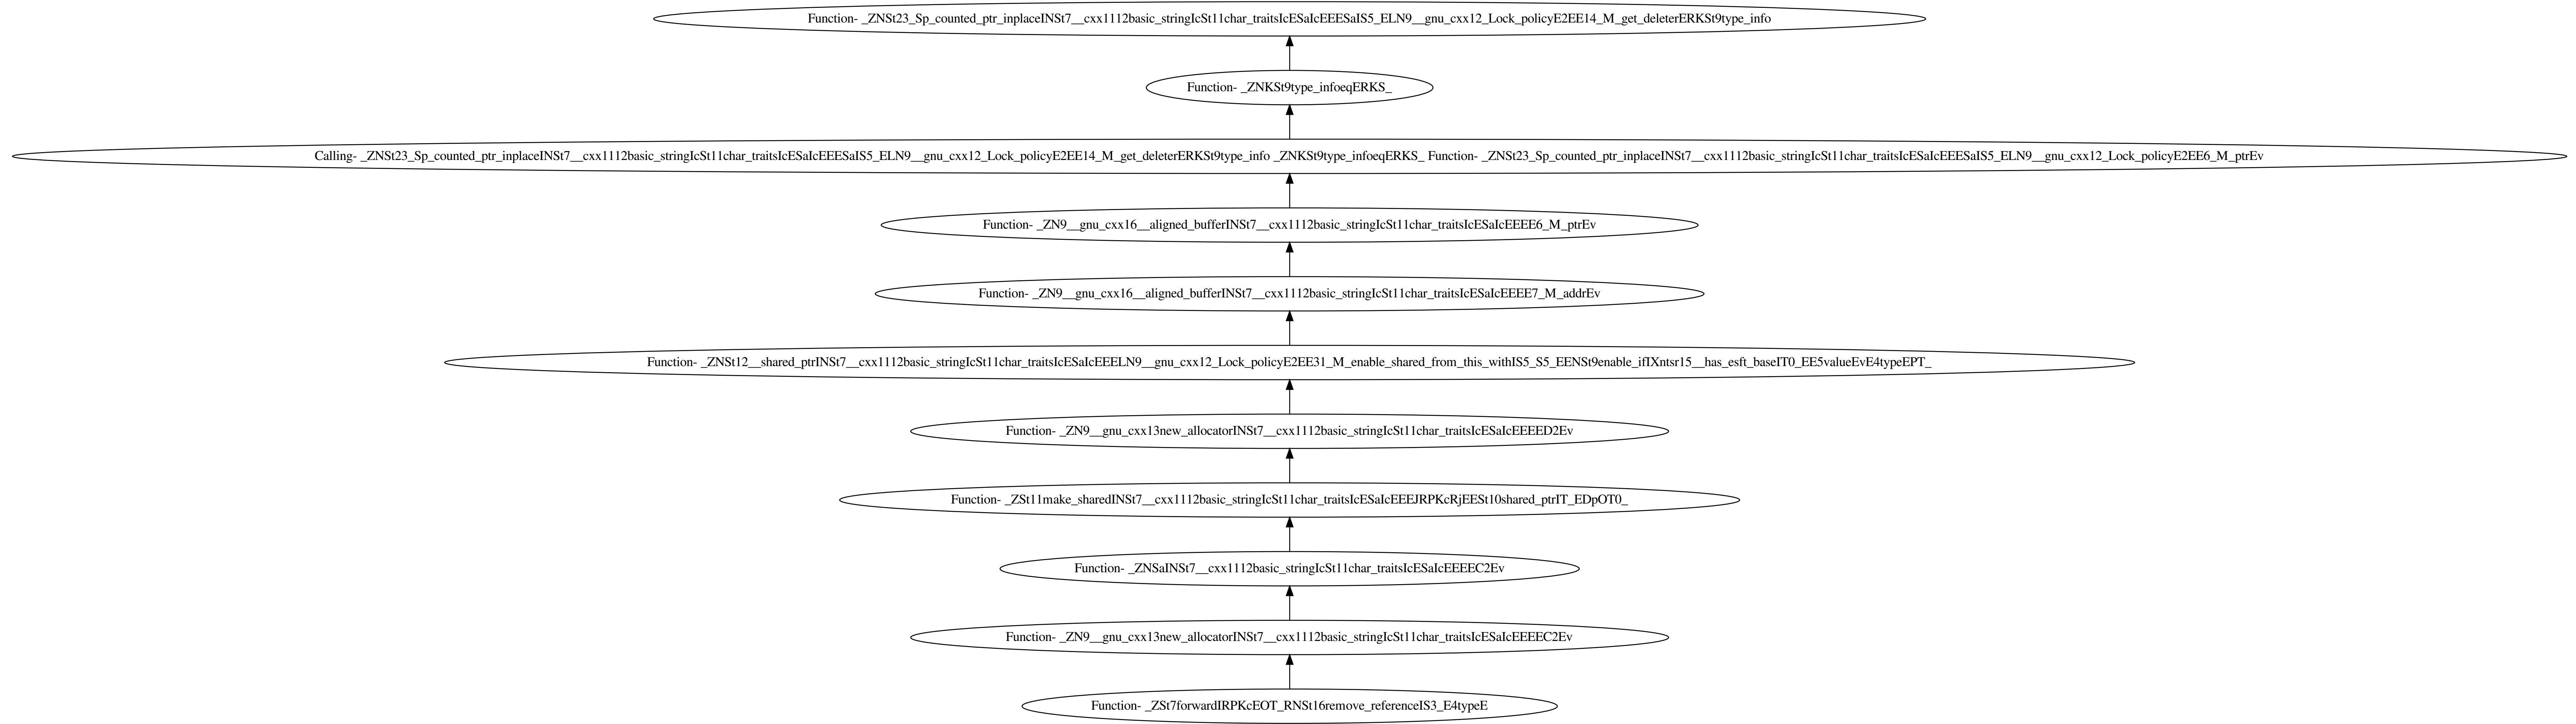 Function- _ZNSt23_Sp_counted_ptr_inplaceINSt7__cxx1112basic_stringIcSt11char_traitsIcESaIcEEESaIS5_ELN9__gnu_cxx12_Lock_policyE2EE14_M_get_deleterERKSt9type_info
Function- _ZNKSt9type_infoeqERKS_
Calling- _ZNSt23_Sp_counted_ptr_inplaceINSt7__cxx1112basic_stringIcSt11char_traitsIcESaIcEEESaIS5_ELN9__gnu_cxx12_Lock_policyE2EE14_M_get_deleterERKSt9type_info _ZNKSt9type_infoeqERKS_ Function- _ZNSt23_Sp_counted_ptr_inplaceINSt7__cxx1112basic_stringIcSt11char_traitsIcESaIcEEESaIS5_ELN9__gnu_cxx12_Lock_policyE2EE6_M_ptrEv
Function- _ZN9__gnu_cxx16__aligned_bufferINSt7__cxx1112basic_stringIcSt11char_traitsIcESaIcEEEE6_M_ptrEv
Function- _ZN9__gnu_cxx16__aligned_bufferINSt7__cxx1112basic_stringIcSt11char_traitsIcESaIcEEEE7_M_addrEv
Function- _ZNSt12__shared_ptrINSt7__cxx1112basic_stringIcSt11char_traitsIcESaIcEEELN9__gnu_cxx12_Lock_policyE2EE31_M_enable_shared_from_this_withIS5_S5_EENSt9enable_ifIXntsr15__has_esft_baseIT0_EE5valueEvE4typeEPT_
Function- _ZN9__gnu_cxx13new_allocatorINSt7__cxx1112basic_stringIcSt11char_traitsIcESaIcEEEED2Ev
Function- _ZSt11make_sharedINSt7__cxx1112basic_stringIcSt11char_traitsIcESaIcEEEJRPKcRjEESt10shared_ptrIT_EDpOT0_
Function- _ZNSaINSt7__cxx1112basic_stringIcSt11char_traitsIcESaIcEEEEC2Ev
Function- _ZN9__gnu_cxx13new_allocatorINSt7__cxx1112basic_stringIcSt11char_traitsIcESaIcEEEEC2Ev
Function- _ZSt7forwardIRPKcEOT_RNSt16remove_referenceIS3_E4typeE